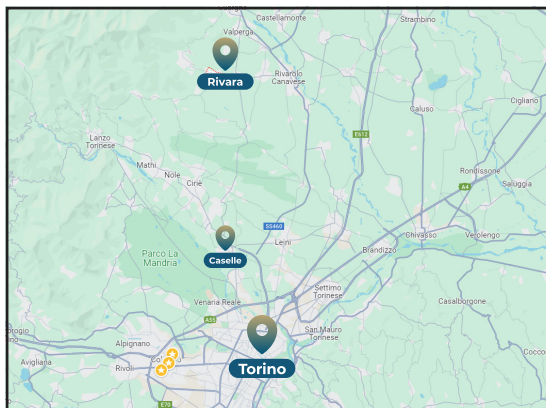 Castellamonte
Strambino
Valperga
Rivara
Rivarolo
Canavese
Cigliano
Caluso
E612
Lanzo
Torinese
Mathi
Nole
Cirié
Rondissone
A4
Saluggia
SS460
Leini
Caselle
Chivasso
Verolengo
Brandizzo
Parco La
Mandria
Settimo
Torinese
Venaria Reale
Casalborgone
A55
San Mauro
Torinese
Alpignano
Avigliana
Rivoli
Torino
E70